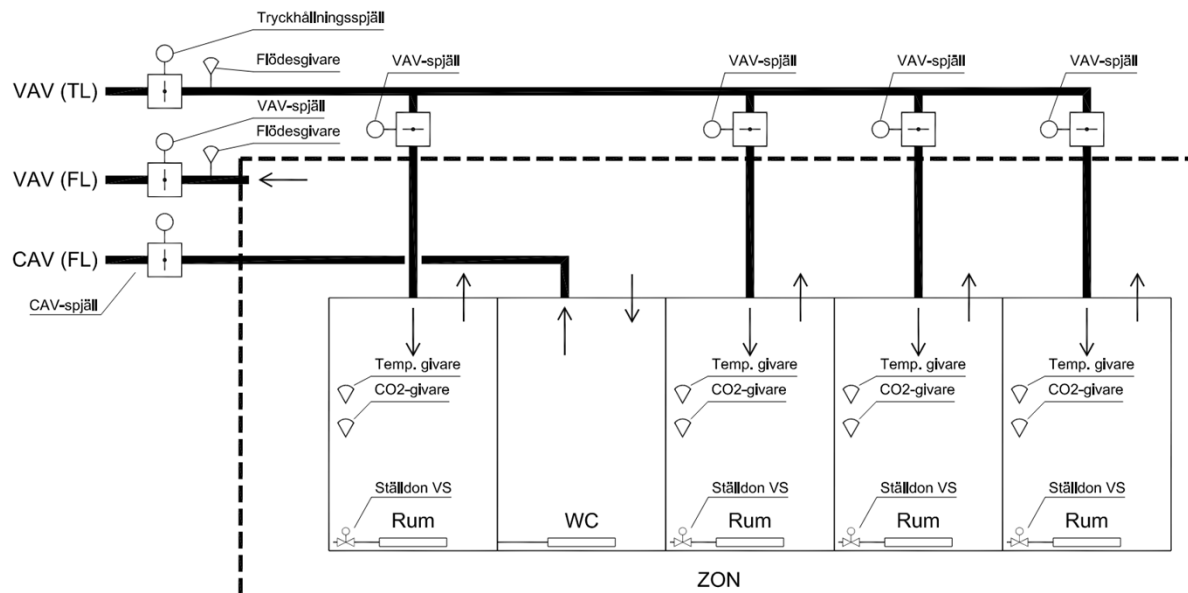 Tryckhållningsspjäll
Flödesgivare
VAV-spjäll
VAV-spjäll
VAV-spjäll
VAV-spjäll
VAV (TL)
VAV-spjäll
Flödesgivare
VAV (FL)
CAV (FL)
CAV-spjäll
Temp. givare
Temp. givare
Temp. givare
Temp. givare
CO2-givare
CO2-givare
CO2-givare
CO2-givare
Ställdon VS
Ställdon VS
Ställdon VS
Ställdon VS
Rum
WC
Rum
Rum
Rum
ZON